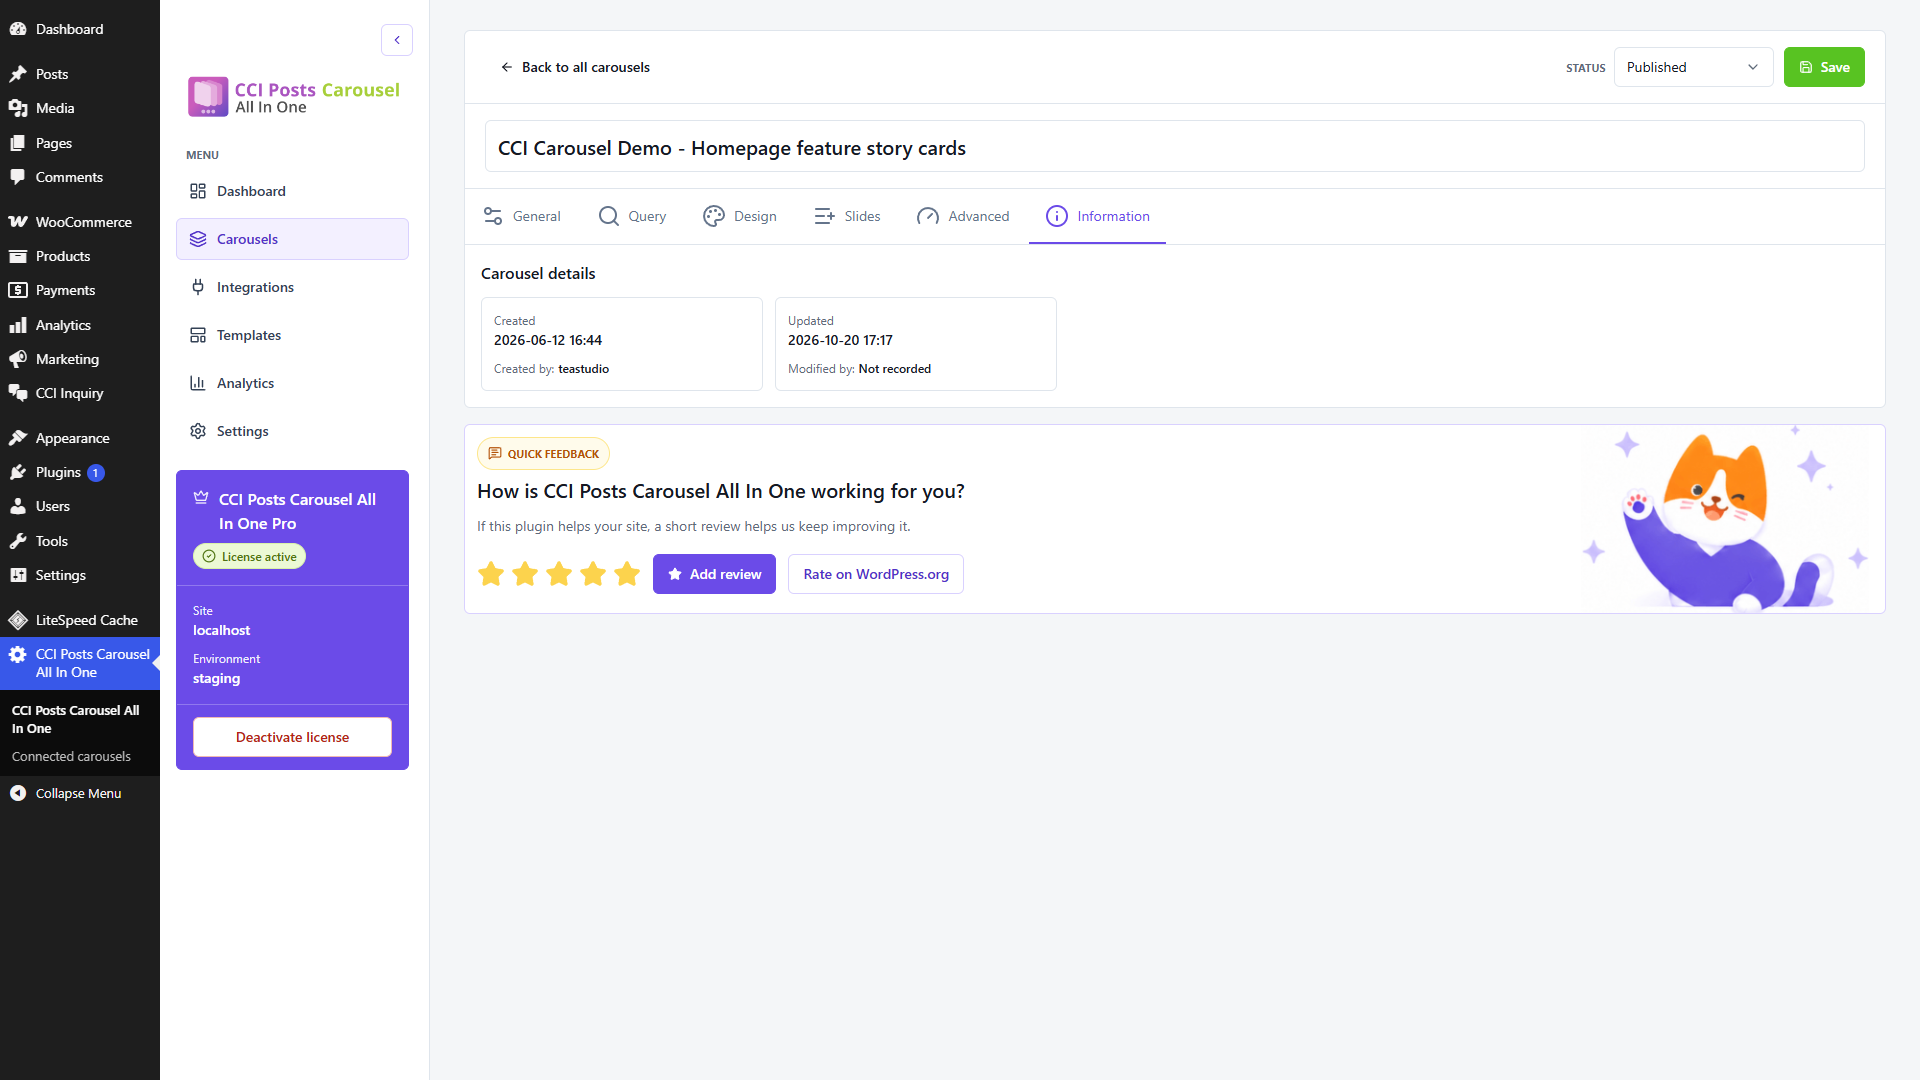 Dashboard
Posts
Media
Pages
Comments
WooCommerce
Products
Payments
Analytics
Marketing
CCI Inquiry
Appearance
Plugins 1
Users
Tools
Settings
LiteSpeed Cache
CCI Posts Carousel
All In One
CCI Posts Carousel All
In One
Connected carousels
Collapse Menu
CCI Posts Carousel
All In One
MENU
Dashboard
Carousels
Integrations
Templates
Analytics
Settings
CCI Posts Carousel All
In One Pro
License active
Site
localhost
Environment
staging
Deactivate license
Back to all carousels
STATUS
Published
Save
CCI Carousel Demo - Homepage feature story cards
General
Query
Design
Slides
Advanced
Information
Carousel details
Created
2026-06-12 16:44
Created by: teastudio
Updated
2026-10-20 17:17
Modified by: Not recorded
QUICK FEEDBACK
How is CCI Posts Carousel All In One working for you?
If this plugin helps your site, a short review helps us keep improving it.
Add review
Rate on WordPress.org